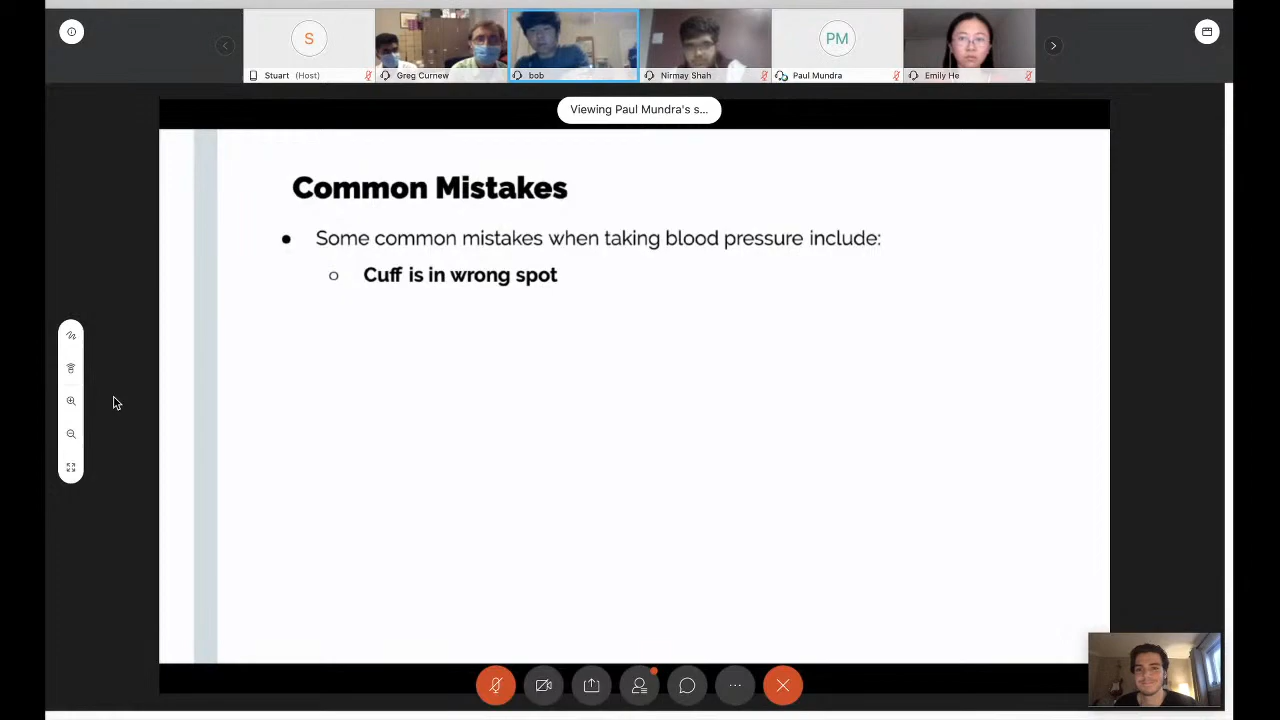 S
PM
Stuart (Host)
Greg Curnew
bob
Nirmay Shah
Paul Mundra
Emily He
Viewing Paul Mundra's s...
Common Mistakes
Some common mistakes when taking blood pressure include:
Cuff is in wrong spot